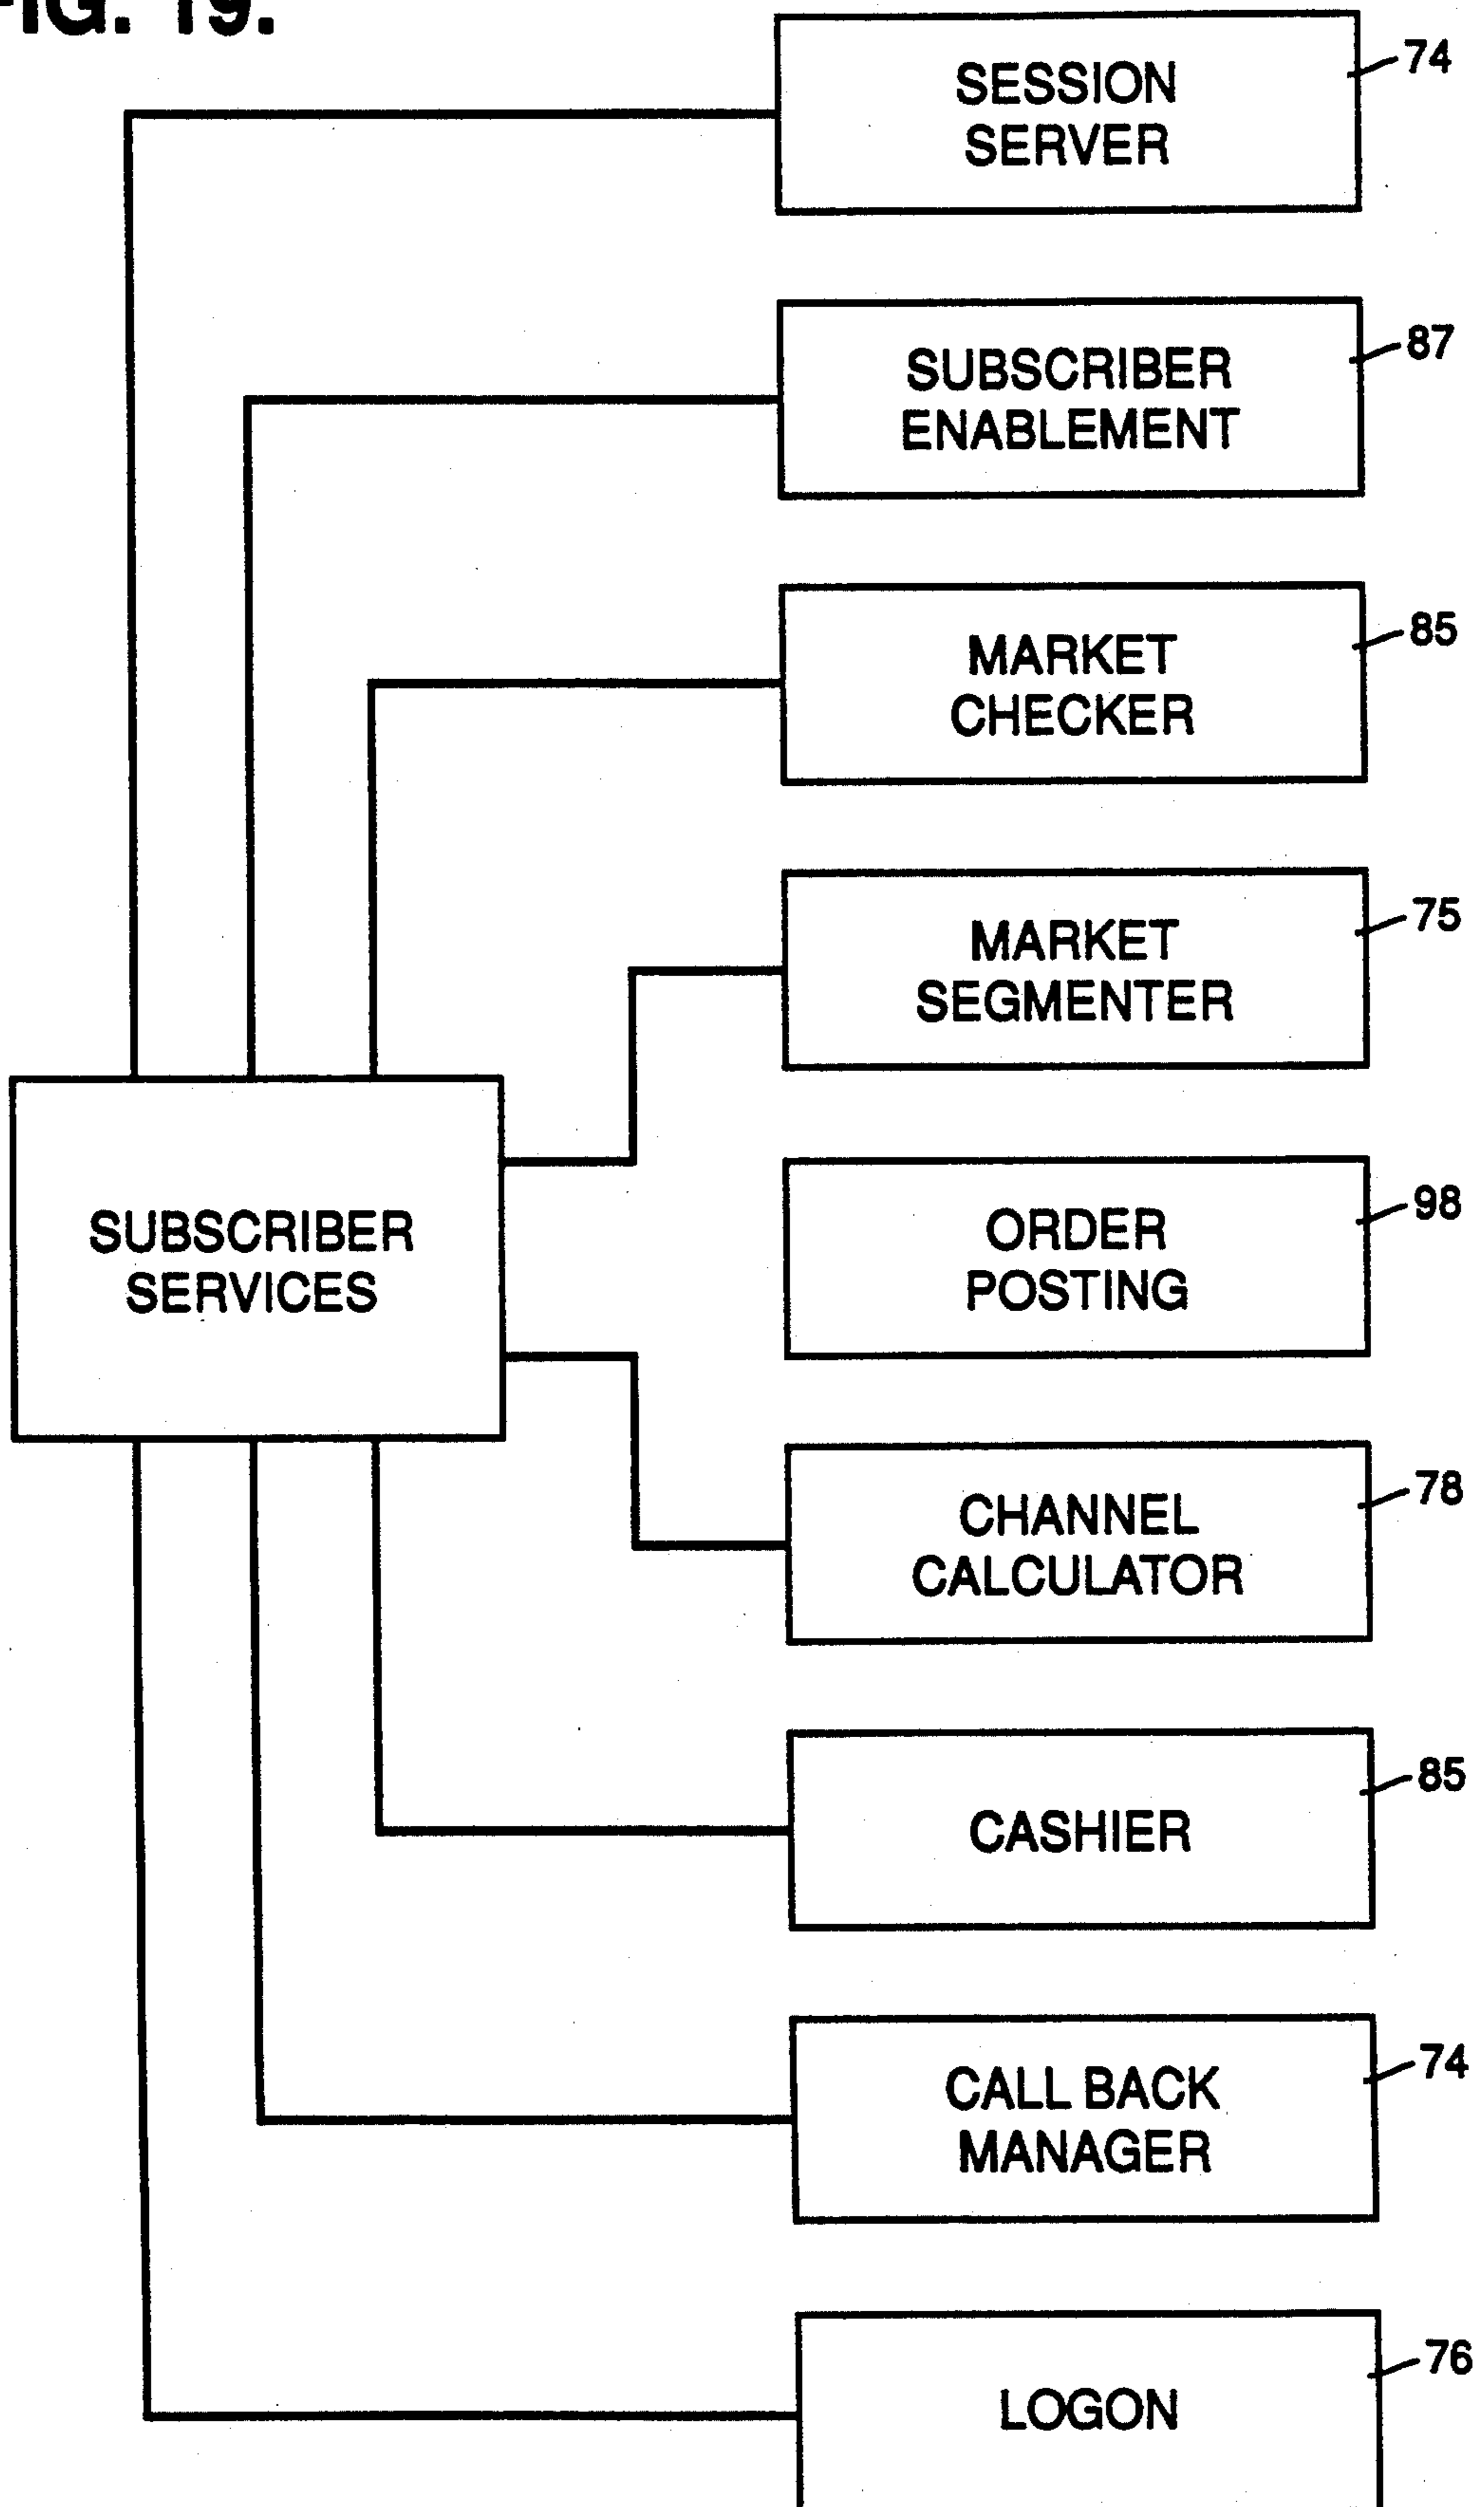 FIG. 19.
SESSION
SERVER
74
SUBSCRIBER
ENABLEMENT
87
MARKET
CHECKER
85
MARKET
SEGMENTER
75
SUBSCRIBER
SERVICES
ORDER
POSTING
98
CHANNEL
CALCULATOR
78
CASHIER
85
CALL BACK
MANAGER
74
LOGON
76